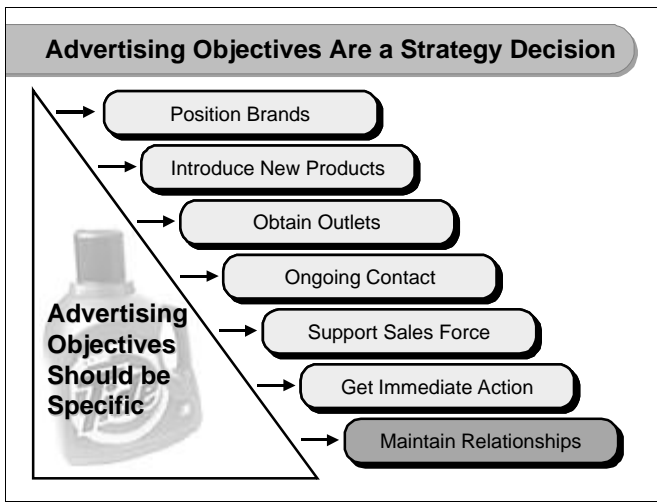 Advertising Objectives Are a Strategy Decision
Position Brands
Introduce New Products
Obtain Outlets
Ongoing Contact
Support Sales Force
Get Immediate Action
Maintain Relationships
Advertising
Objectives
Should be
Specific
Tide